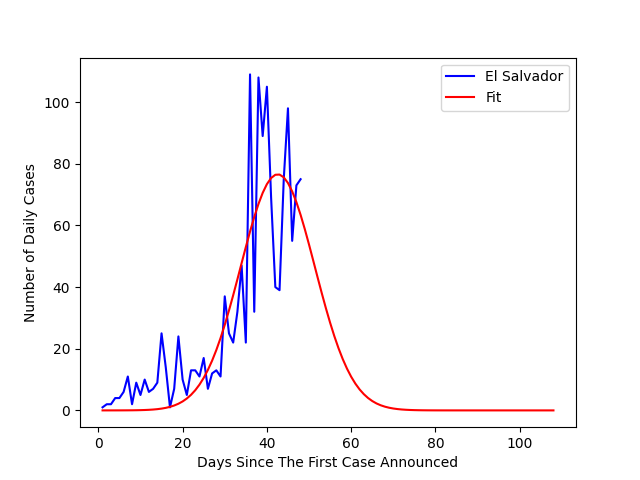 El Salvador
Fit
Number of Daily Cases
100
80
60
40
20
0
0 20 40 60 80 100
Days Since The First Case Announced